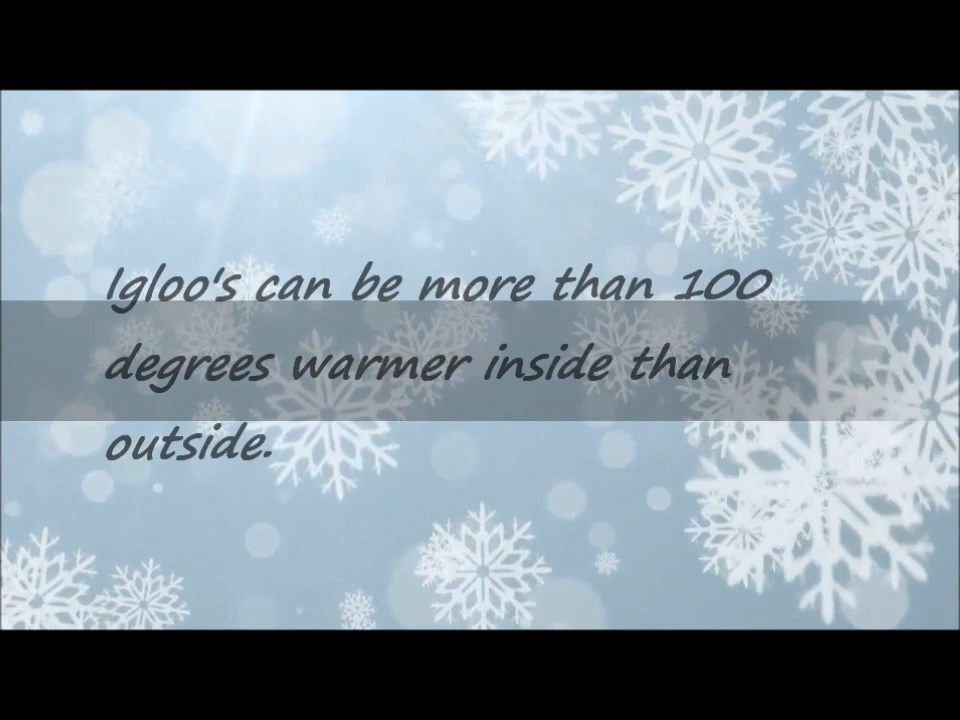 Igloo's can be more than 100
degrees warmer inside than
outside.